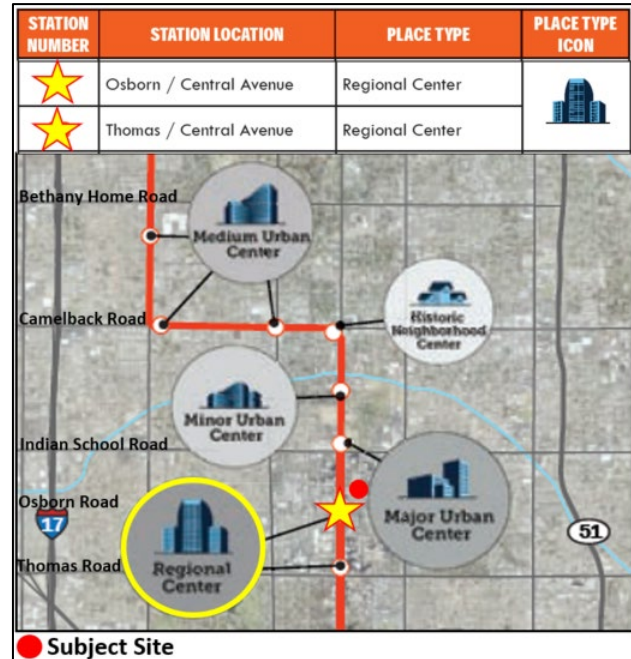 STATION NUMBER
STATION LOCATION
PLACE TYPE
PLACE TYPE ICON
Osborn / Central Avenue
Regional Center
Thomas / Central Avenue
Regional Center
Bethany Home Road
Medium Urban
Center
Camelback Road
Historic
Neighborhood
Center
Minor Urban
Center
Indian School Road
Osborn Road
17
Major Urban
Center
51
Regional
Center
Thomas Road
Subject Site